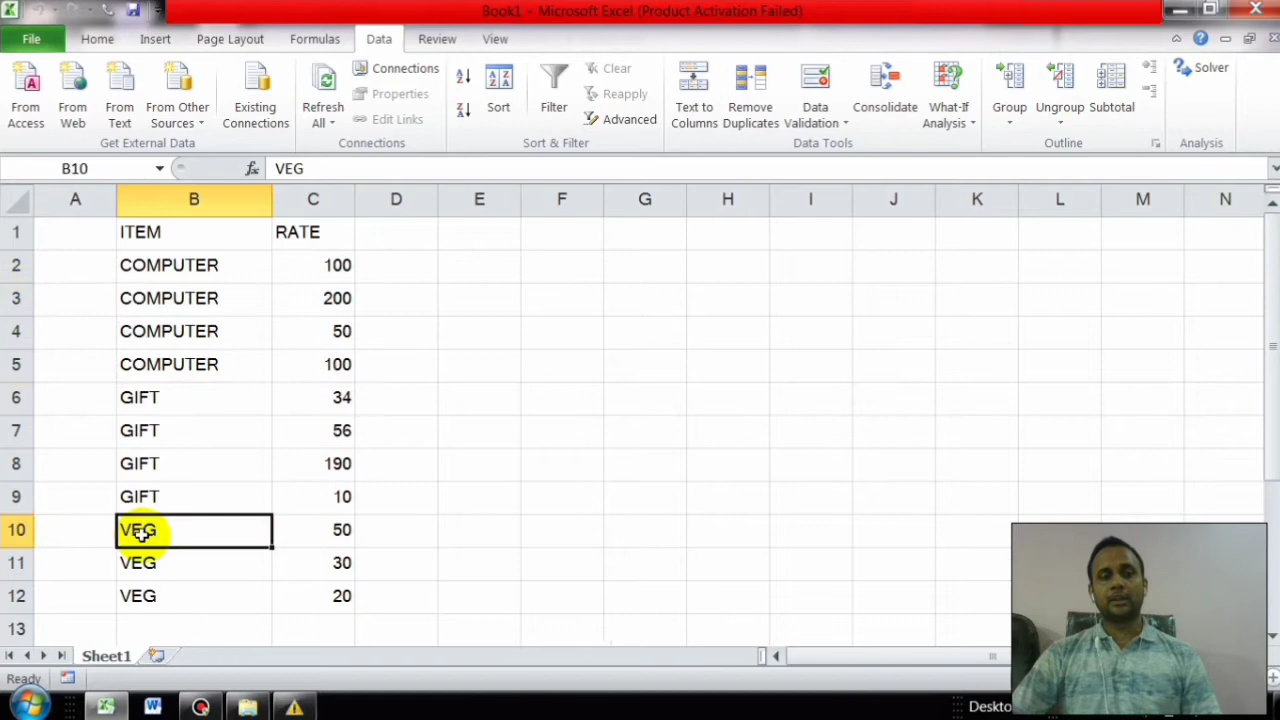 Book1 - Microsoft Excel (Product Activation Failed)
File Home Insert Page Layout Formulas Data Review View
From Access
From Web
From Text
From Other Sources
Existing Connections
Get External Data
Refresh All
Connections
Properties
Edit Links
Connections
Sort
Filter
Clear
Reapply
Advanced
Sort & Filter
Text to Columns
Remove Duplicates
Data Validation
Consolidate
What-If Analysis
Data Tools
Group
Ungroup
Subtotal
Outline
Solver
Analysis
B10 fx VEG
A B C D E F G H I J K L M N
1 ITEM RATE
2 COMPUTER 100
3 COMPUTER 200
4 COMPUTER 50
5 COMPUTER 100
6 GIFT 34
7 GIFT 56
8 GIFT 190
9 GIFT 10
10 VEG 50
11 VEG 30
12 VEG 20
13
Sheet1
Ready
Desktop